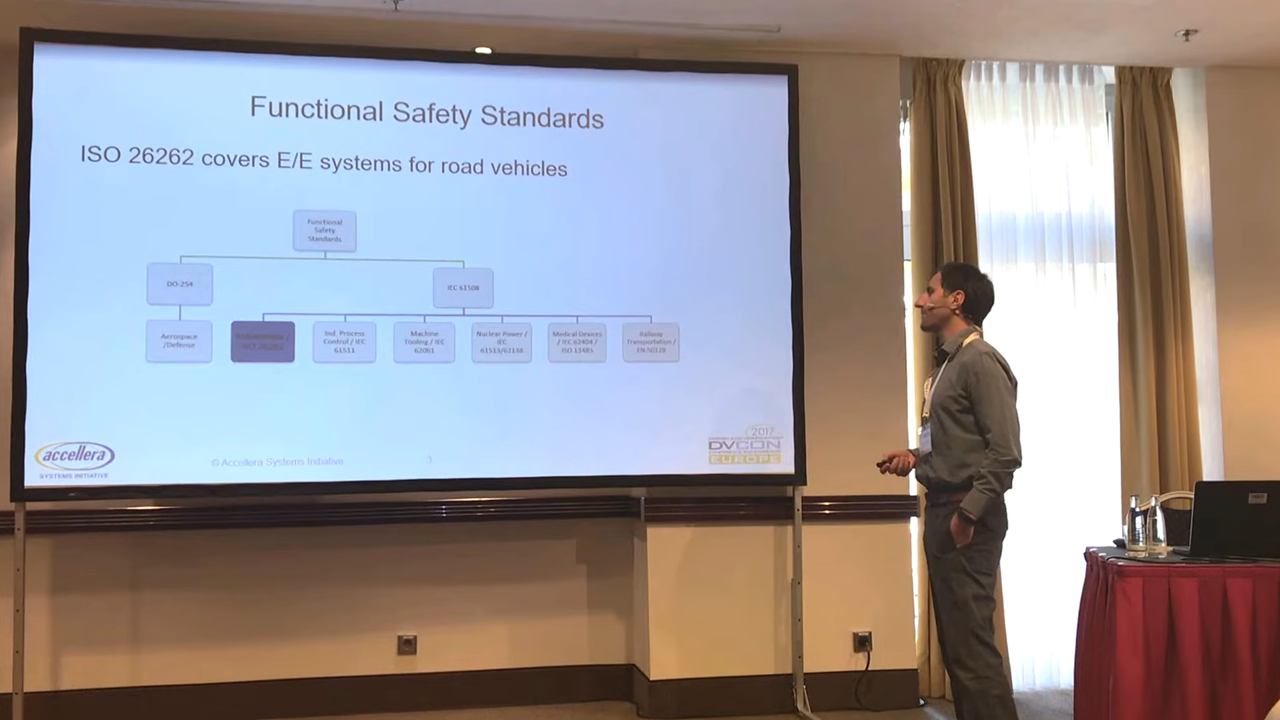 Functional Safety Standards
ISO 26262 covers E/E systems for road vehicles
Functional
Safety
Standards
DO-254
IEC 61508
Aerospace
/Defense
Ind. Process
Control / IEC
61511
Machine
Tooling / IEC
62061
Nuclear Power /
IEC
61513/62138
Medical Devices
/ IEC 62404 /
ISO 13485
Railway
Transportation /
EN 50128
accellera
SYSTEMS INITIATIVE
© Accellera Systems Initiative
3
2017
DVCON
EUROPE